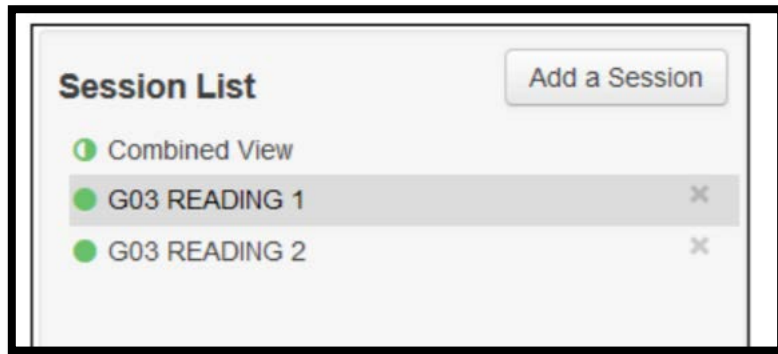 Session List
Add a Session
Combined View
G03 READING 1
G03 READING 2